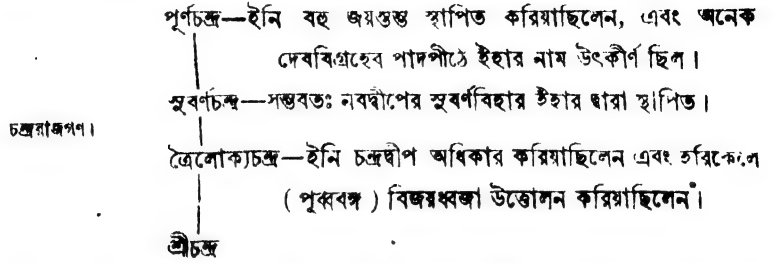 পূর্ণচন্দ্র—ইনি বহু জয়স্তম্ভ স্থাপিত করিয়াছিলেন, এবং অনেক
দেববিগ্রহেব পাদপীঠে ইহার নাম উৎকীর্ণ ছিল।
সুবর্ণচন্দ্র—সম্ভবতঃ নবদ্বীপের সুবর্ণবিহার ইহার দ্বারা স্থাপিত।
চন্দ্ররাজগণ।
ত্রৈলোক্যচন্দ্র—ইনি চন্দ্রদ্বীপ অধিকার করিয়াছিলেন এবং হরিকেলে
( পূর্ব্ববঙ্গ ) বিজয়ধ্বজা উত্তোলন করিয়াছিলেন।
শ্রীচন্দ্র